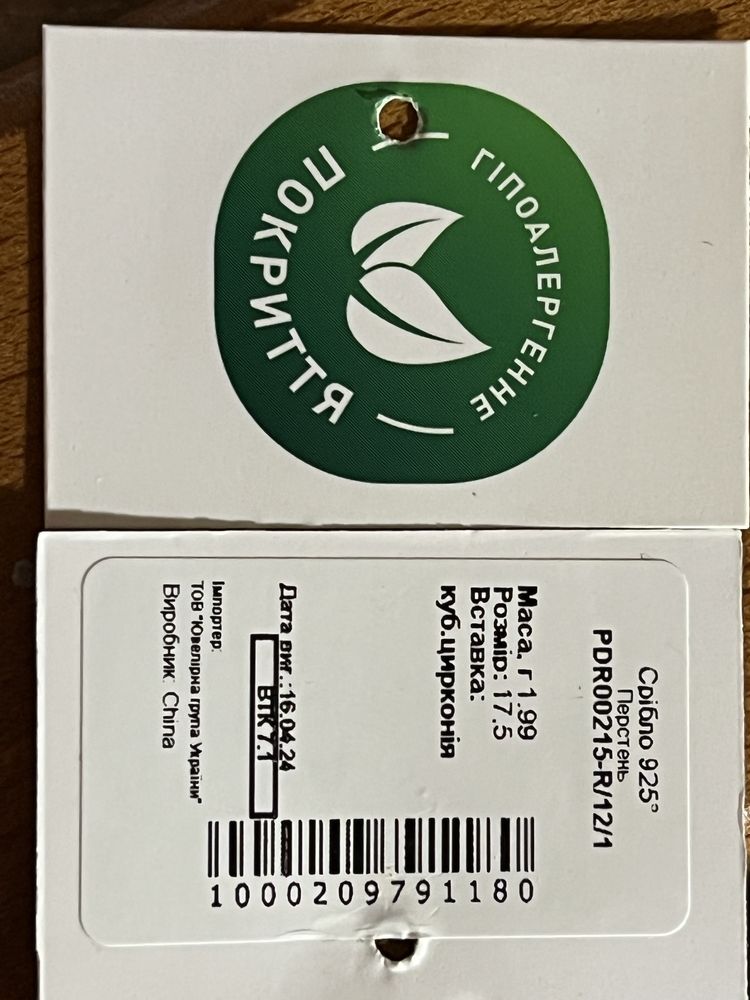 ГІПОАЛЕРГЕННЕ
ПОКРИТТЯ
Срібло 925°
Перстень
PDR00215-R/12/1
Маса, г 1.99
Розмір: 17.5
Вставка:
куб.цирконія
Дата виг.:16.04.24
ВТК 7.1
Імпортер:
ТОВ "Ювелірна група України"
Виробник: China
1000209791180